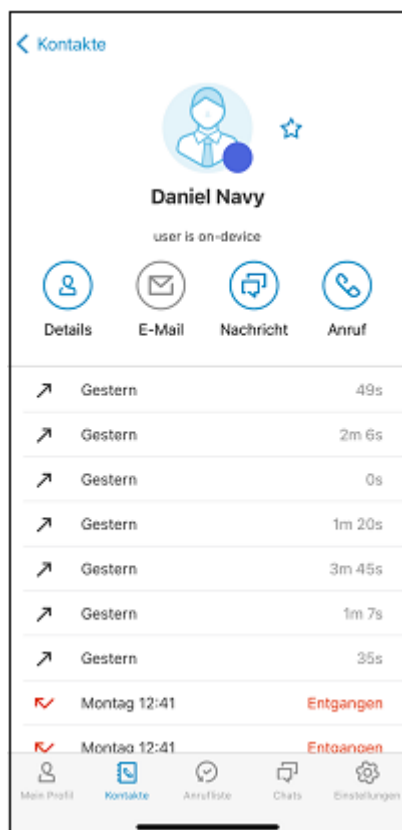 Kontakte
Daniel Navy
user is on-device
Details E-Mail Nachricht Anruf
Gestern 49s
Gestern 2m 6s
Gestern 0s
Gestern 1m 20s
Gestern 3m 45s
Gestern 1m 7s
Gestern 35s
Montag 12:41 Entgangen
Montag 12:41 Entgangen
Mein Profil Kontakte Anrufliste Chats Einstellungen